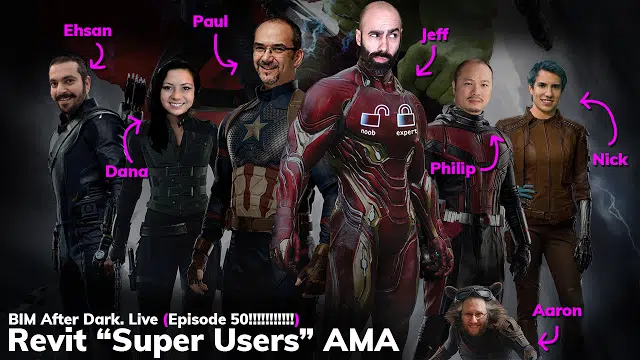 Ehsan
Paul
Jeff
Dana
Philip
Nick
noob
expert
Aaron
BIM After Dark. Live (Episode 50!!!!!!!!!!!)
Revit “Super Users” AMA